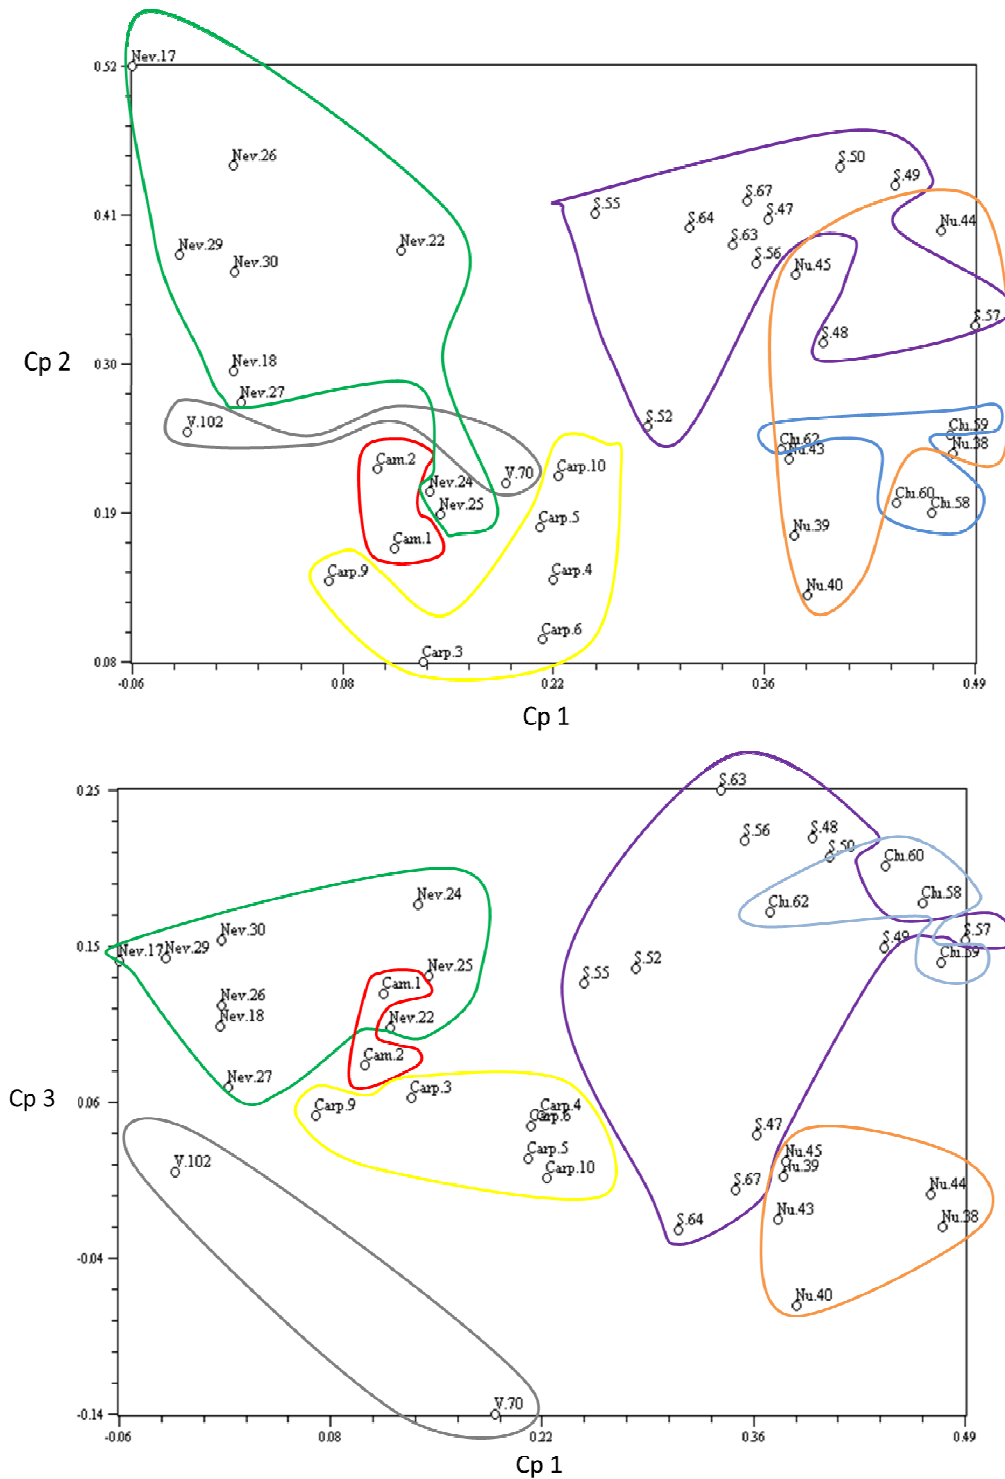 Nev.17
0.52
Nev.26
S.50
S.49
S.67
S.55
0.41
S.64
S.47
Nu.44
Nev.29
Nev.22
S.63
Nev.30
S.56
Nu.45
S.57
S.48
Cp 2
0.30
Nev.18
Nev.27
V.102
S.52
Chi.59
Chi.62
Nu.43
Nu.38
Cam.2
Carp.10
Nev.24
V.70
Chi.60
Chi.58
Nev.25
0.19
Carp.5
Nu.39
Cam.1
Carp.9
Carp.4
Nu.40
Carp.6
Carp.3
0.08
-0.06
0.08
0.22
0.36
0.49
Cp 1
0.25
S.63
S.56
S.48
S.50
Chi.60
Nev.24
Chi.62
Chi.58
Nev.30
0.15
Nev.17
Nev.29
S.49
S.57
S.52
Chi.59
S.55
Nev.25
Cam.1
Nev.26
Nev.18
Nev.22
Cam.2
Nev.27
Cp 3
0.06
Carp.3
Carp.9
Carp.4
Carp.6
S.47
Carp.5
Nu.45
V.102
Carp.10
Nu.39
S.67
Nu.44
Nu.43
S.64
Nu.38
-0.04
Nu.40
V.70
-0.14
-0.06
0.08
0.22
0.36
0.49
Cp 1